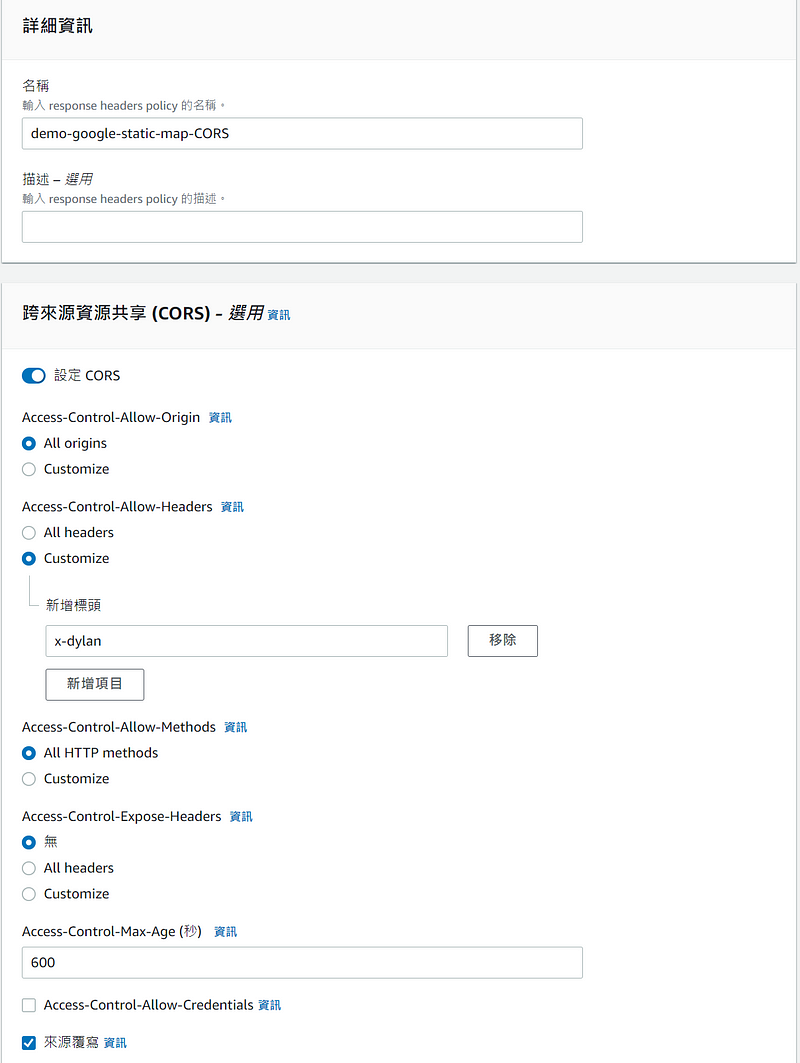 詳細資訊
名稱
輸入 response headers policy 的名稱。
demo-google-static-map-CORS
描述 – 選用
輸入 response headers policy 的描述。
跨來源資源共享 (CORS) - 選用 資訊
設定 CORS
Access-Control-Allow-Origin 資訊
All origins
Customize
Access-Control-Allow-Headers 資訊
All headers
Customize
新增標頭
x-dylan 移除
新增項目
Access-Control-Allow-Methods 資訊
All HTTP methods
Customize
Access-Control-Expose-Headers 資訊
無
All headers
Customize
Access-Control-Max-Age (秒) 資訊
600
Access-Control-Allow-Credentials 資訊
來源覆寫 資訊